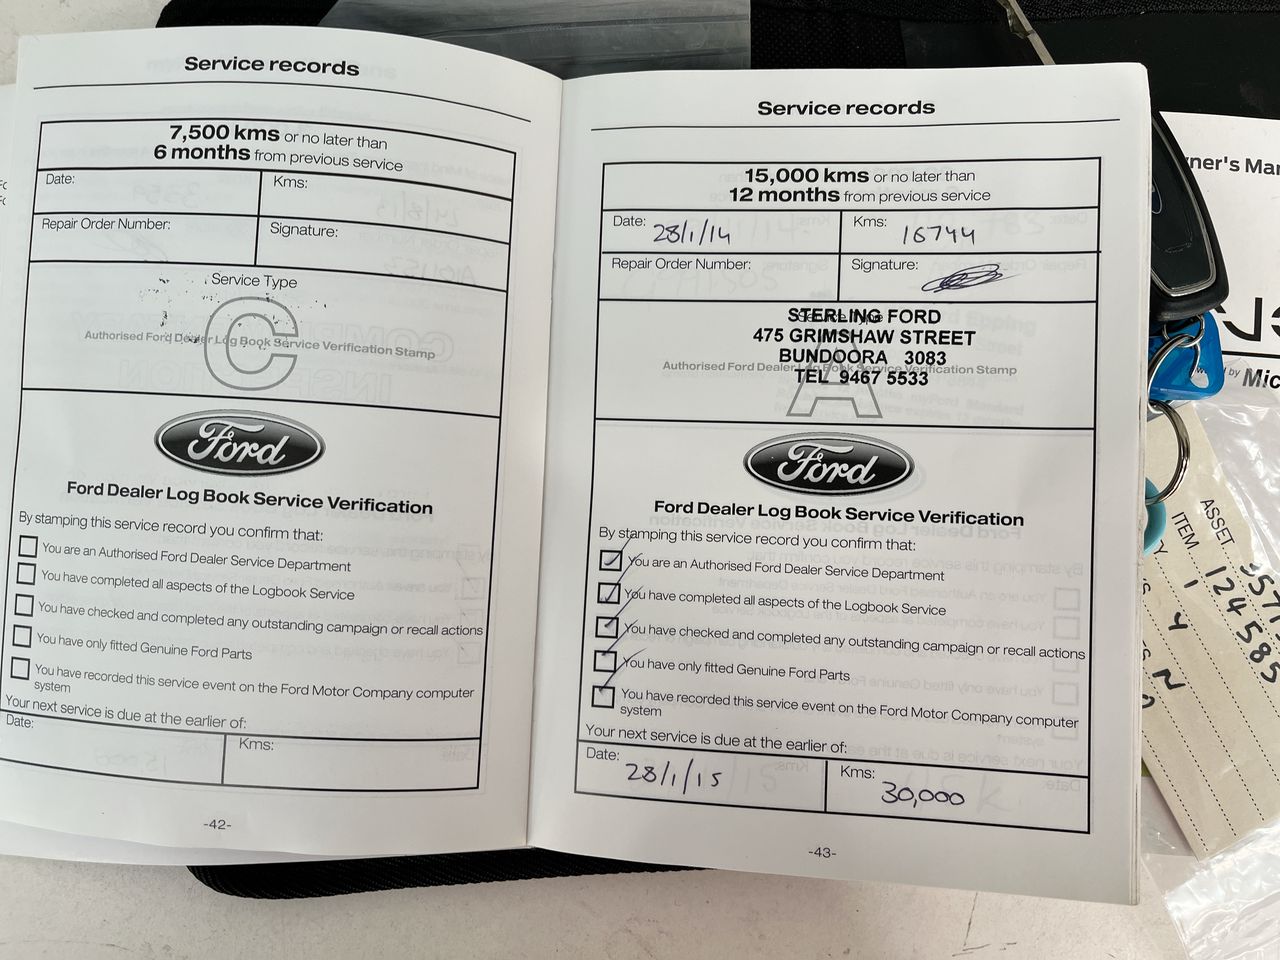 Service records
7,500 kms or no later than
6 months from previous service
Date:
Kms:
Repair Order Number:
Signature:
Service Type
C
Authorised Ford Dealer Log Book Service Verification Stamp
Ford
Ford Dealer Log Book Service Verification
By stamping this service record you confirm that:
You are an Authorised Ford Dealer Service Department
You have completed all aspects of the Logbook Service
You have checked and completed any outstanding campaign or recall actions
You have only fitted Genuine Ford Parts
You have recorded this service event on the Ford Motor Company computer
system
Your next service is due at the earlier of:
Date:
Kms:
-42-
Service records
15,000 kms or no later than
12 months from previous service
Date: 28/1/14
Kms: 16744
Repair Order Number:
Signature:
STERLING FORD
475 GRIMSHAW STREET
BUNDOORA 3083
Authorised Ford Dealer Log Book Service Verification Stamp
TEL 9467 5533
A
Ford
Ford Dealer Log Book Service Verification
By stamping this service record you confirm that:
You are an Authorised Ford Dealer Service Department
You have completed all aspects of the Logbook Service
You have checked and completed any outstanding campaign or recall actions
You have only fitted Genuine Ford Parts
You have recorded this service event on the Ford Motor Company computer
system
Your next service is due at the earlier of:
Date: 28/1/15
Kms: 30,000
-43-
ASSET
ITEM
124585